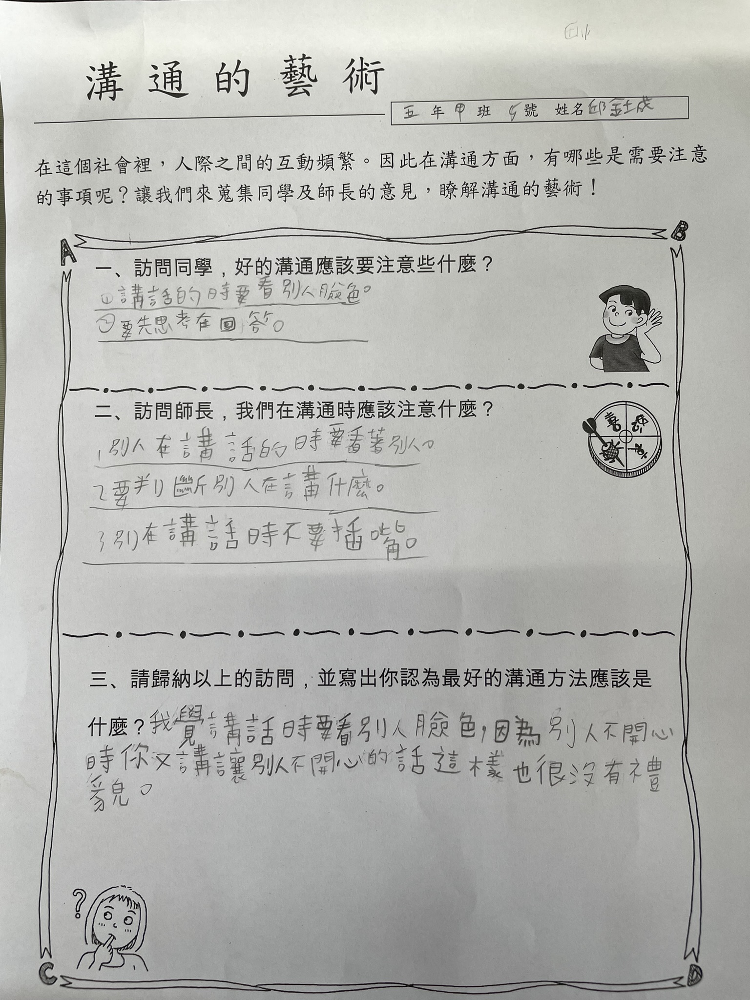 溝通的藝術
五年甲班 5號 姓名邱
在這個社會裡，人際之間的互動頻繁。因此在溝通方面，有哪些是需要注意
的事項呢？讓我們來蒐集同學及師長的意見，瞭解溝通的藝術！
A
B
一、訪問同學，好的溝通應該要注意些什麼？
①講話的時要看別人臉色。
②要先思考在回答。
二、訪問師長，我們在溝通時應該注意什麼？
喜 怒
哀 樂
1別人在講話的時要看著別人。
2要判斷別人在講什麼。
3別在講話時不要插嘴。
三、請歸納以上的訪問，並寫出你認為最好的溝通方法應該是
什麼？我覺講話時要看別人臉色，因為別人不開心
時你又講讓別人不開心的話這樣也很沒有禮
貌。
?
C
D